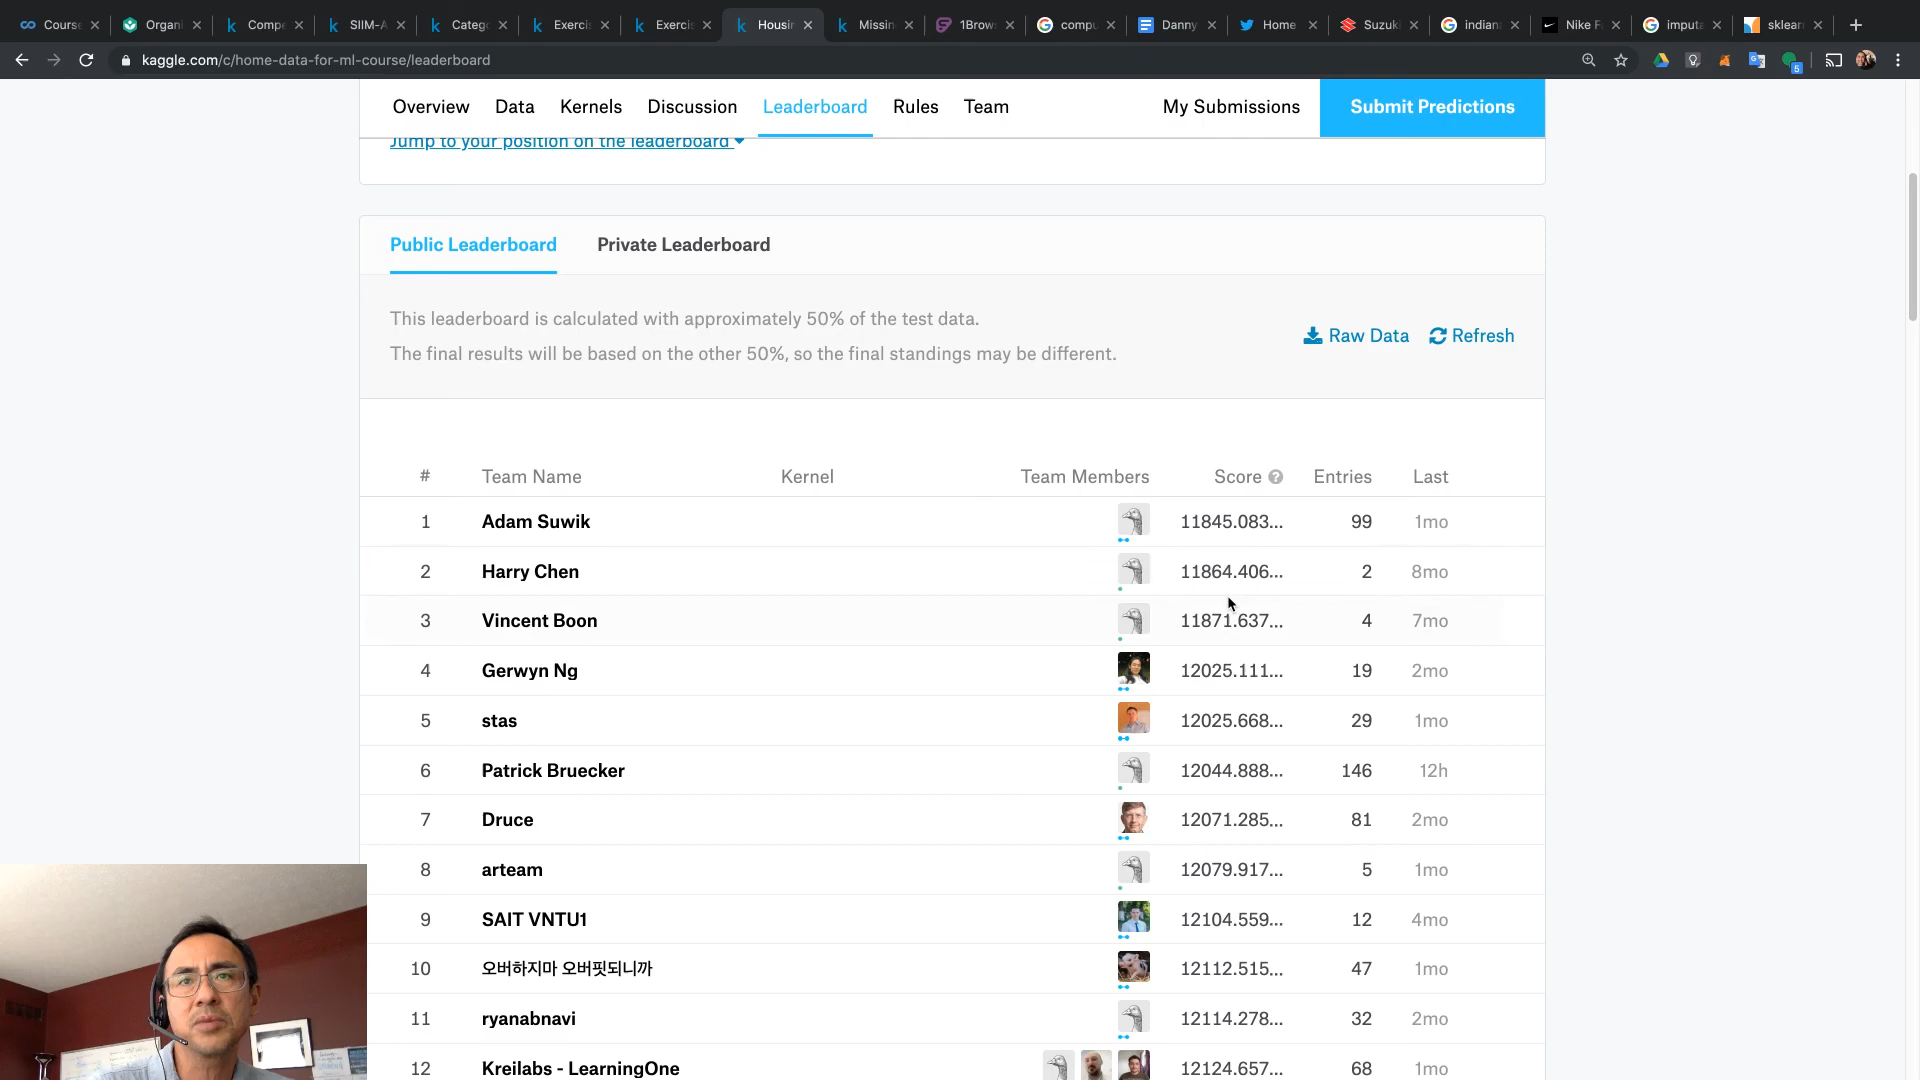 Course
Organi
Compe
SIIM-A
Catego
Exercis
Exercis
Housin
Missin
1Brows
compu
Danny
Home
Suzuki
indiana
Nike F
imputa
sklearn
kaggle.com/c/home-data-for-ml-course/leaderboard
5
Overview Data Kernels Discussion Leaderboard Rules Team My Submissions Submit Predictions
Jump to your position on the leaderboard
Public Leaderboard Private Leaderboard
This leaderboard is calculated with approximately 50% of the test data.
The final results will be based on the other 50%, so the final standings may be different.
Raw Data Refresh
# Team Name Kernel Team Members Score Entries Last
1 Adam Suwik 11845.083... 99 1mo
2 Harry Chen 11864.406... 2 8mo
3 Vincent Boon 11871.637... 4 7mo
4 Gerwyn Ng 12025.111... 19 2mo
5 stas 12025.668... 29 1mo
6 Patrick Bruecker 12044.888... 146 12h
7 Druce 12071.285... 81 2mo
8 arteam 12079.917... 5 1mo
9 SAIT VNTU1 12104.559... 12 4mo
10 오버하지마 오버핏되니까 12112.515... 47 1mo
11 ryanabnavi 12114.278... 32 2mo
12 Kreilabs - LearningOne 12124.657... 68 1mo